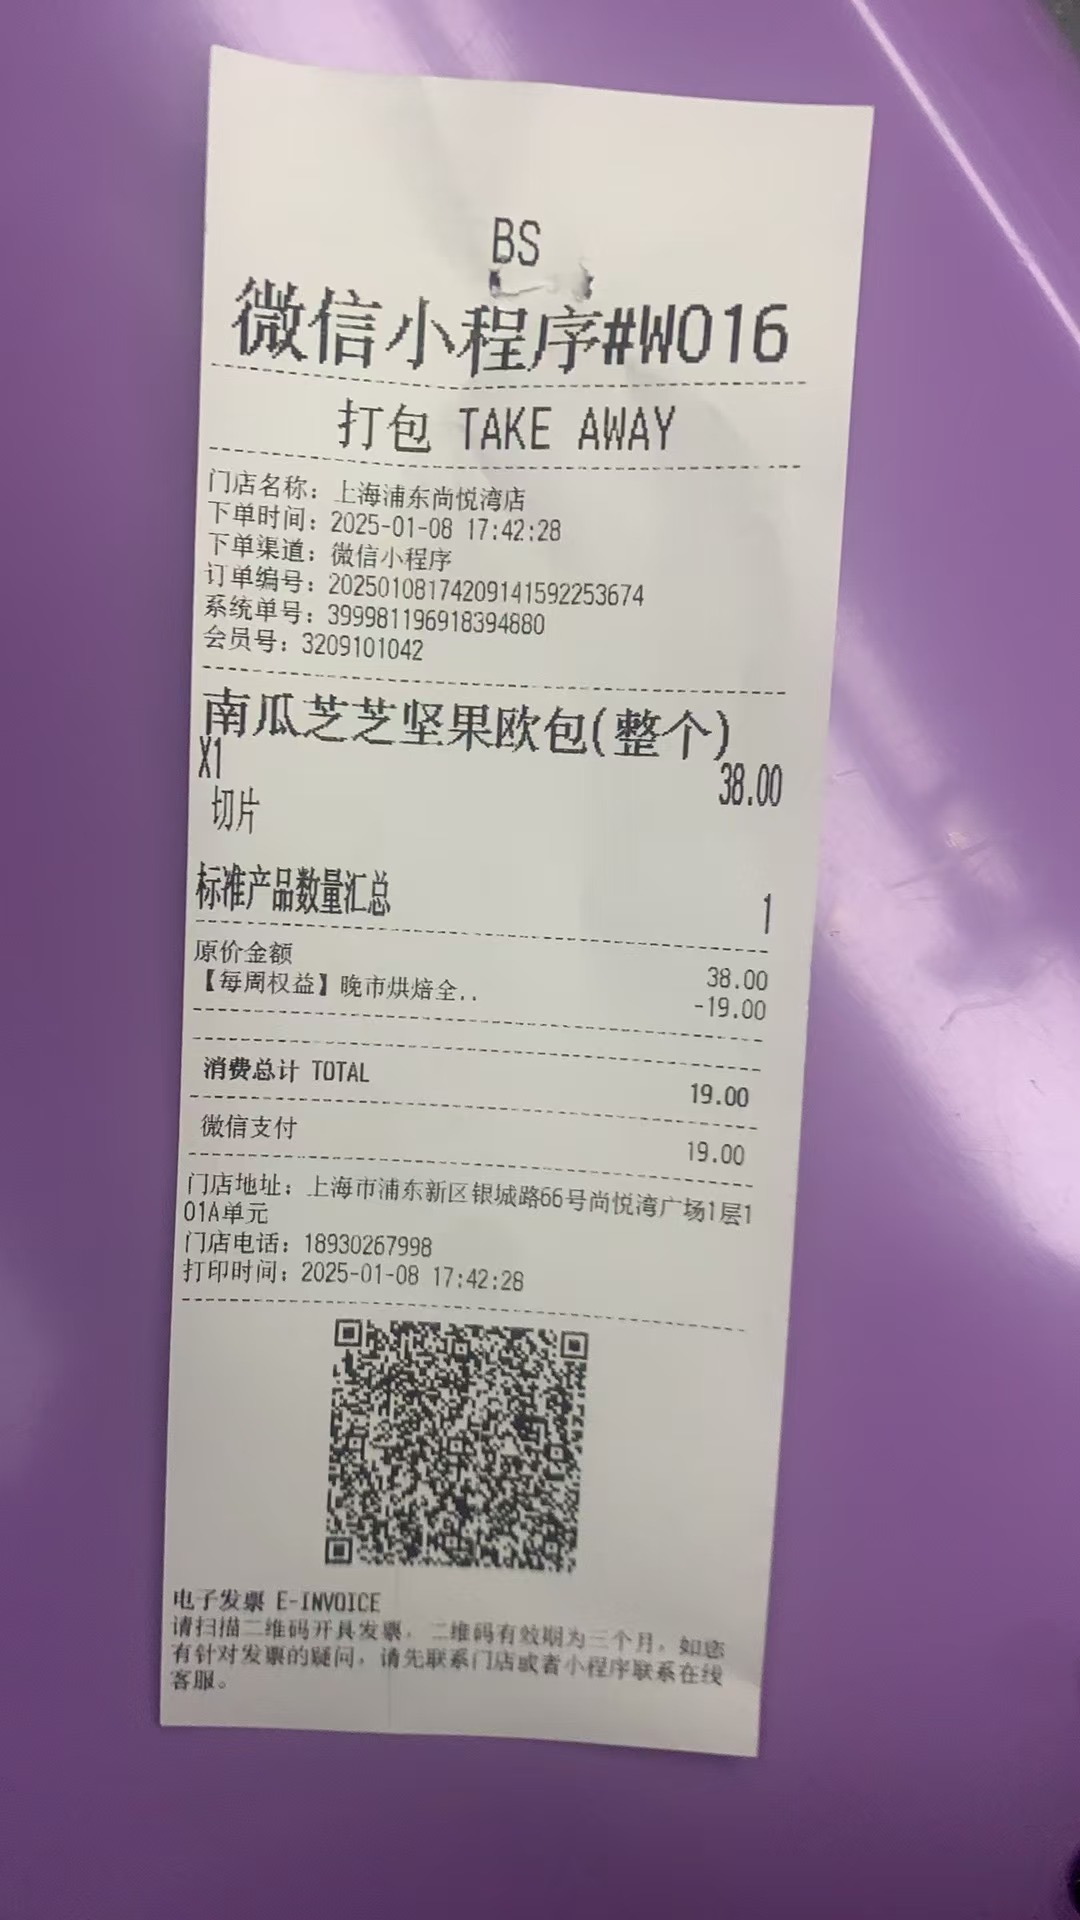 BS
微信小程序#W016
打包 TAKE AWAY
门店名称：上海浦东尚悦湾店
下单时间：2025-01-08 17:42:28
下单渠道：微信小程序
订单编号：20250108174209141592253674
系统单号：399981196918394880
会员号：3209101042
南瓜芝芝坚果欧包(整个)
X1 38.00
切片
标准产品数量汇总 1
原价金额 38.00
【每周权益】晚市烘焙全.. -19.00
消费总计 TOTAL 19.00
微信支付 19.00
门店地址：上海市浦东新区银城路66号尚悦湾广场1层1
01A单元
门店电话：18930267998
打印时间：2025-01-08 17:42:28
电子发票 E-INVOICE
请扫描二维码开具发票，二维码有效期为三个月，如您
有针对发票的疑问，请先联系门店或者小程序联系在线
客服。